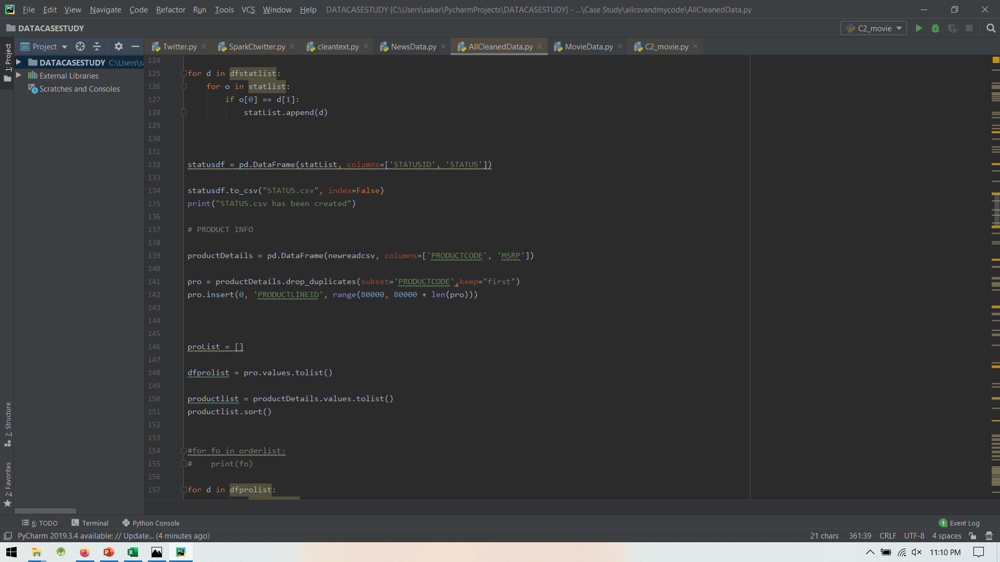 File Edit View Navigate Code Refactor Run Tools VCS Window Help DATACASESTUDY [C:\Users\sakar\PycharmProjects\DATACASESTUDY] - ...\Case Study\allcsvandmycode\AllCleanedData.py
DATACASESTUDY
C2_movie
1: Project
Project
Twitter.py SparkCtwitter.py cleantext.py NewsData.py AllCleanedData.py MovieData.py C2_movie.py
DATACASESTUDY C:\Users\sa
External Libraries
Scratches and Consoles
124
125 for d in dfstatlist:
126 for o in statlist:
127 if o[0] == d[1]:
128 statList.append(d)
129
130
131
132 statusdf = pd.DataFrame(statList, columns=['STATUSID', 'STATUS'])
133
134 statusdf.to_csv("STATUS.csv", index=False)
135 print("STATUS.csv has been created")
136
137 # PRODUCT INFO
138
139 productDetails = pd.DataFrame(newreadcsv, columns=['PRODUCTCODE', 'MSRP'])
140
141 pro = productDetails.drop_duplicates(subset='PRODUCTCODE',keep="first")
142 pro.insert(0, 'PRODUCTLINEID', range(80000, 80000 + len(pro)))
143
144
145
146 proList = []
147
148 dfprolist = pro.values.tolist()
149
150 productlist = productDetails.values.tolist()
151 productlist.sort()
152
153
154 #for fo in orderlist:
155 # print(fo)
156
157 for d in dfprolist:
7: Structure
2: Favorites
6: TODO Terminal Python Console
1 Event Log
PyCharm 2019.3.4 available: // Update... (4 minutes ago)
21 chars 361:39 CRLF UTF-8 4 spaces
11:10 PM